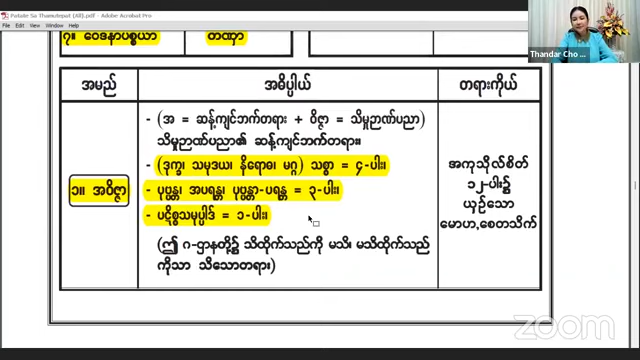 Patate Sa Thamutepat (All).pdf - Adobe Acrobat Pro
File Edit View Window Help
၇။ ဝေဒနာပစ္စယာ
တဏှာ
Thandar Cho
အမည်
အဓိပ္ပါယ်
တရားကိုယ်
၁။ အဝိဇ္ဇာ
- (အ = ဆန့်ကျင်ဘက်တရား + ဝိဇ္ဇာ = သိမှုဉာဏ်ပညာ)
သိမှုဉာဏ်ပညာ၏ ဆန့်ကျင်ဘက်တရား။
- (ဒုက္ခ၊ သမုဒယ၊ နိရောဓ၊ မဂ္ဂ) သစ္စာ = ၄-ပါး၊
- ပုဗ္ဗန္တ၊ အပရန္တ၊ ပုဗ္ဗန္တာ-ပရန္တ = ၃-ပါး၊
- ပဋိစ္စသမုပ္ပါဒ် = ၁-ပါး၊
(ဤ ၈-ဌာနတို့၌ သိထိုက်သည်ကို မသိ၊ မသိထိုက်သည်
ကိုသာ သိသောတရား)
အကုသိုလ်စိတ်
၁၂-ပါး၌
ယှဉ်သော
မောဟ,စေတသိက်
zoom